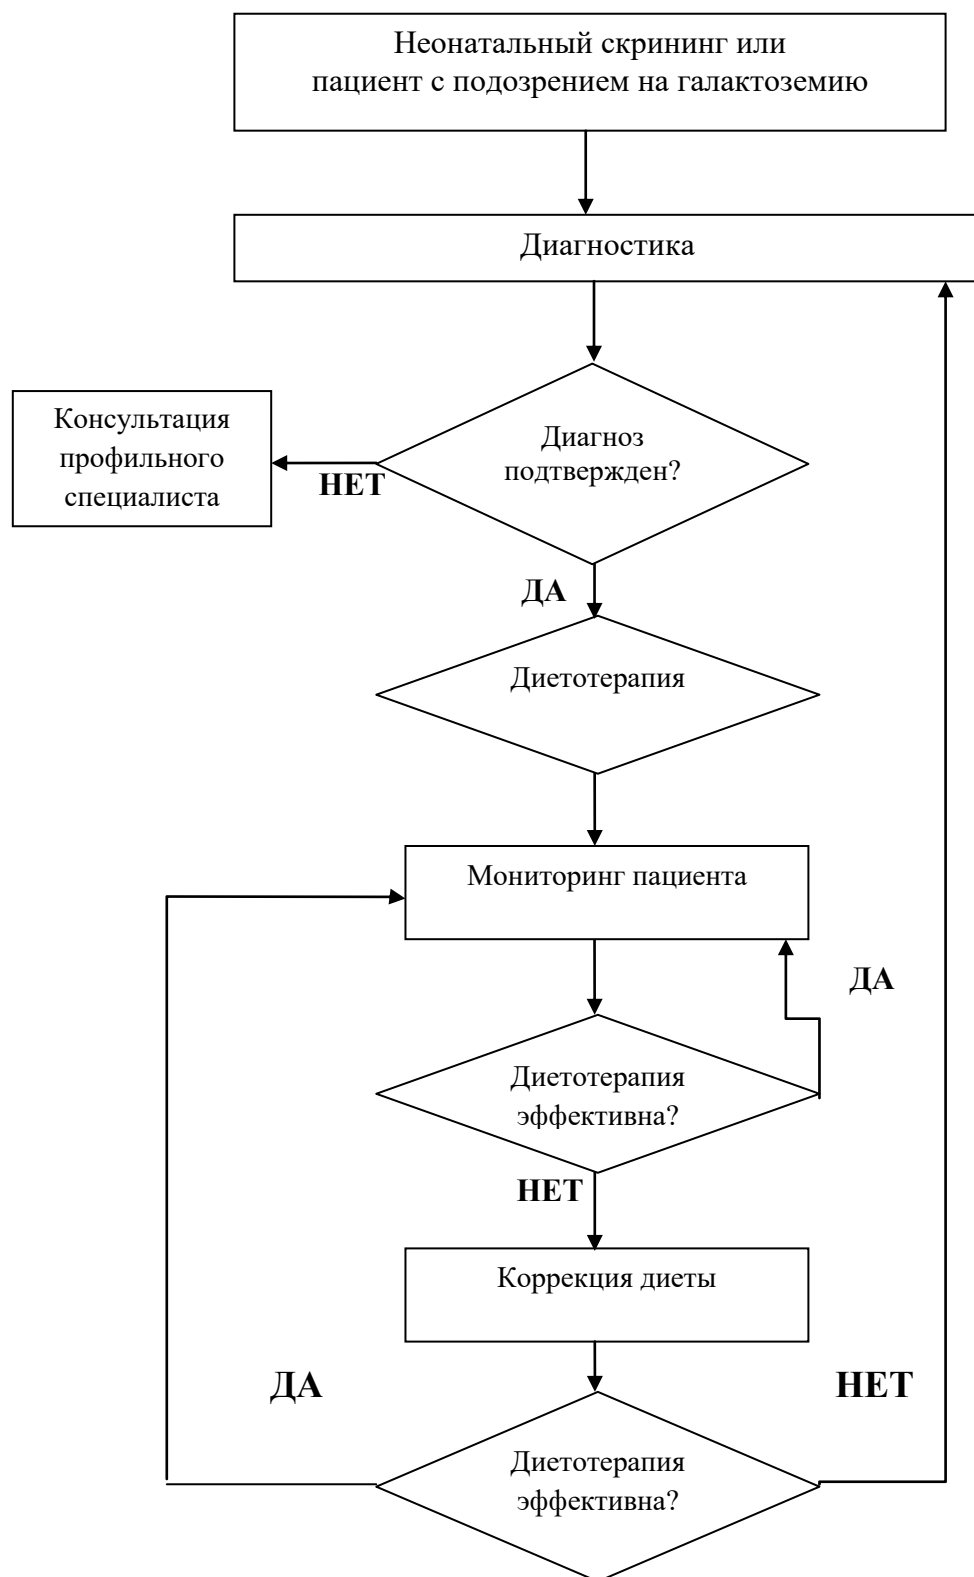 Неонатальный скрининг или
пациент с подозрением на галактоземию
Диагностика
Диагноз
подтвержден?
Консультация
профильного
специалиста
НЕТ
ДА
Диетотерапия
Мониторинг пациента
ДА
Диетотерапия
эффективна?
НЕТ
Коррекция диеты
ДА
НЕТ
Диетотерапия
эффективна?